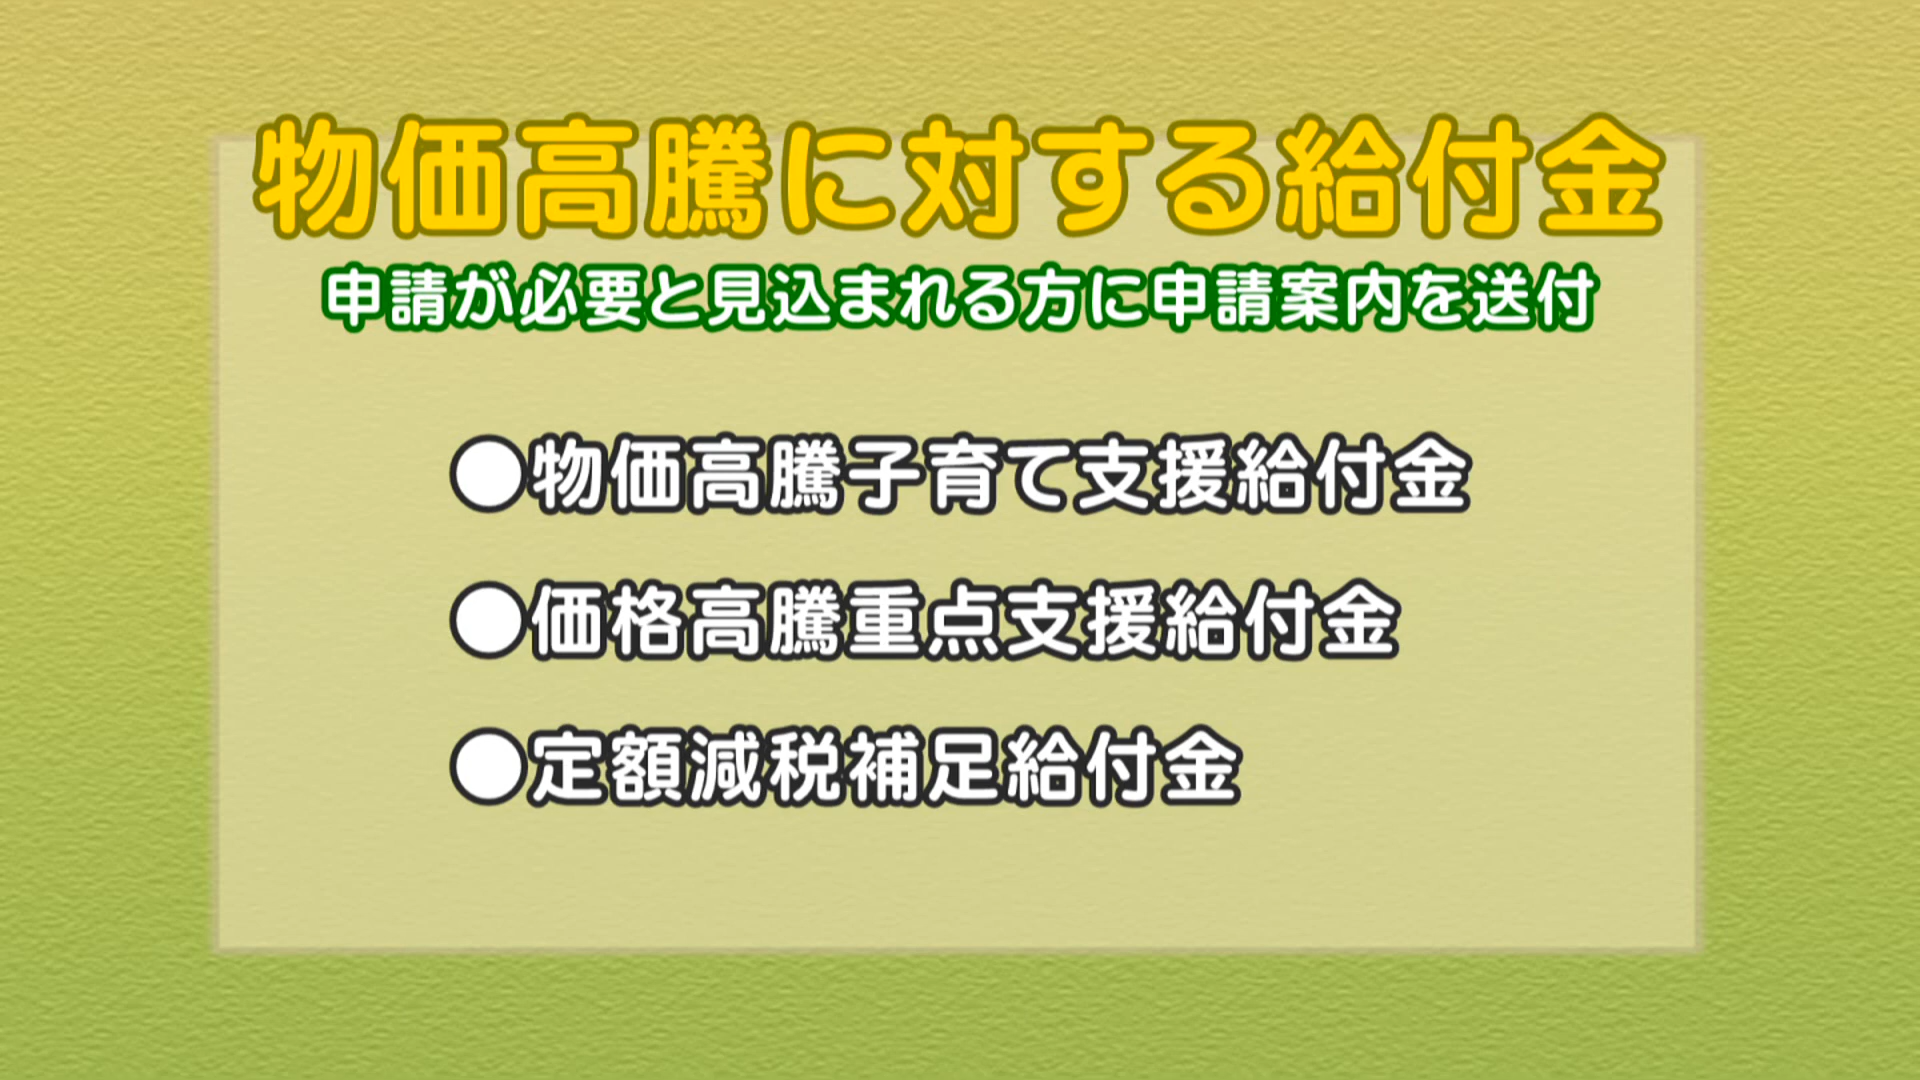 物価高騰に対する給付金
申請が必要と見込まれる方に申請案内を送付
●物価高騰子育て支援給付金
●価格高騰重点支援給付金
●定額減税補足給付金